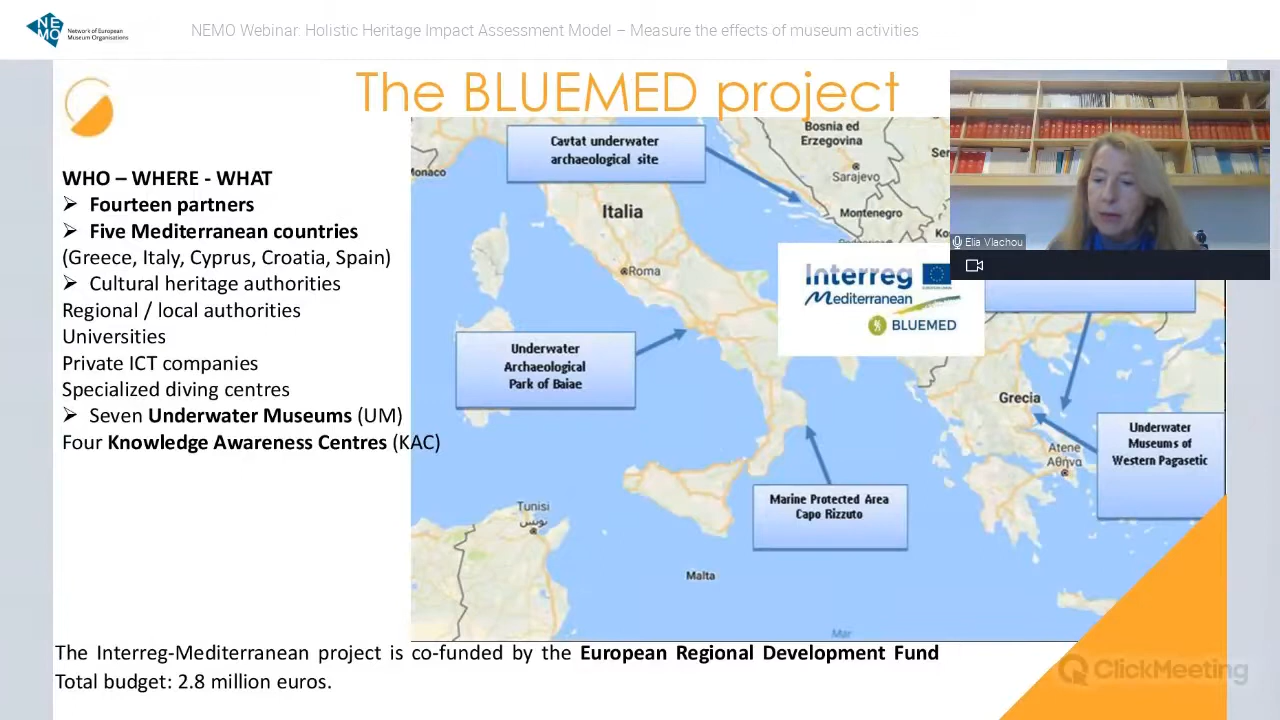 NEMO
Network of European
Museum Organisations
NEMO Webinar: Holistic Heritage Impact Assessment Model – Measure the effects of museum activities
The BLUEMED project
WHO – WHERE - WHAT
➢ Fourteen partners
➢ Five Mediterranean countries
(Greece, Italy, Cyprus, Croatia, Spain)
➢ Cultural heritage authorities
Regional / local authorities
Universities
Private ICT companies
Specialized diving centres
➢ Seven Underwater Museums (UM)
Four Knowledge Awareness Centres (KAC)
Cavtat underwater
archaeological site
Bosnia ed
Erzegovina
Sarajevo
Montenegro
Monaco
Italia
Roma
Interreg
Mediterranean
BLUEMED
Elia Vlachou
Underwater
Archaeological
Park of Baiae
Grecia
Atene
Αθήνα
Underwater
Museums of
Western Pagasetic
Marine Protected Area
Capo Rizzuto
Tunisi
تونس
Malta
Mar
The Interreg-Mediterranean project is co-funded by the European Regional Development Fund
Total budget: 2.8 million euros.
ClickMeeting